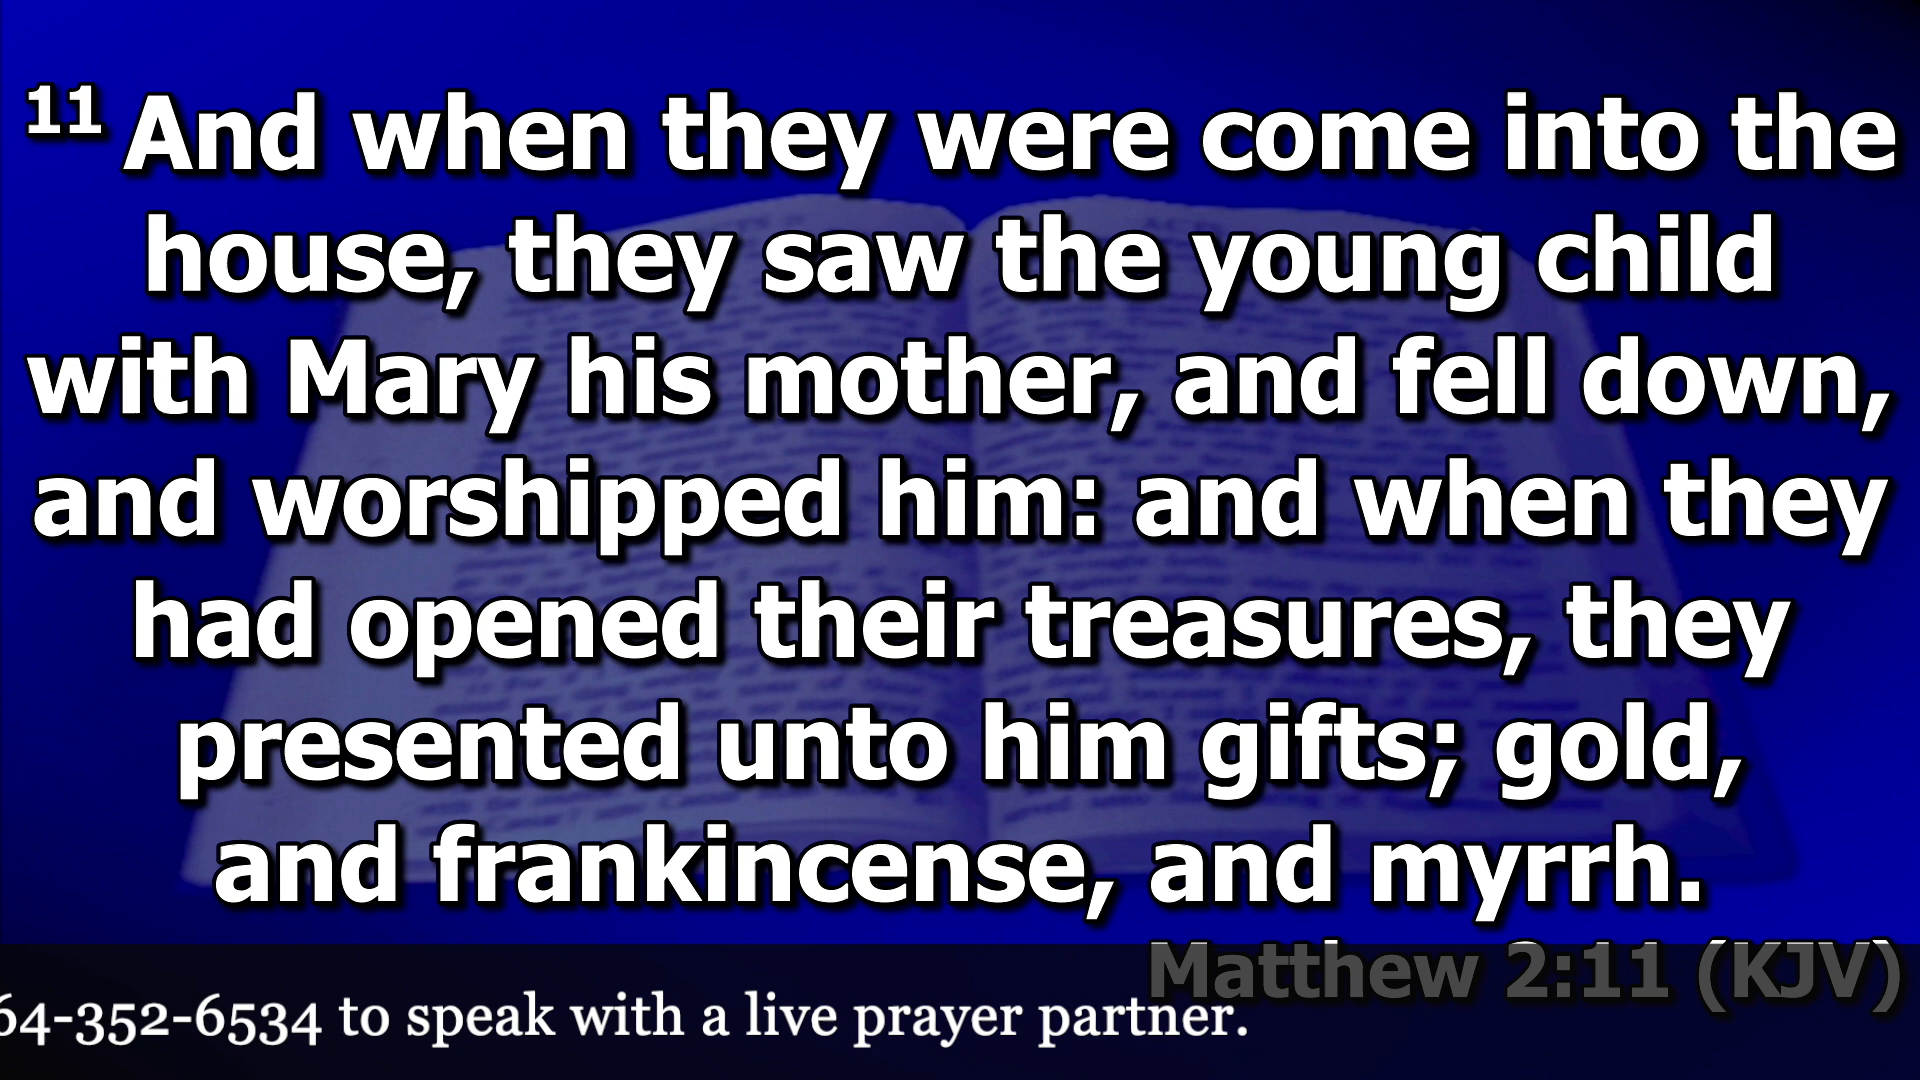 11 And when they were come into the
house, they saw the young child
with Mary his mother, and fell down,
and worshipped him: and when they
had opened their treasures, they
presented unto him gifts; gold,
and frankincense, and myrrh.
Matthew 2:11 (KJV)
64-352-6534 to speak with a live prayer partner.